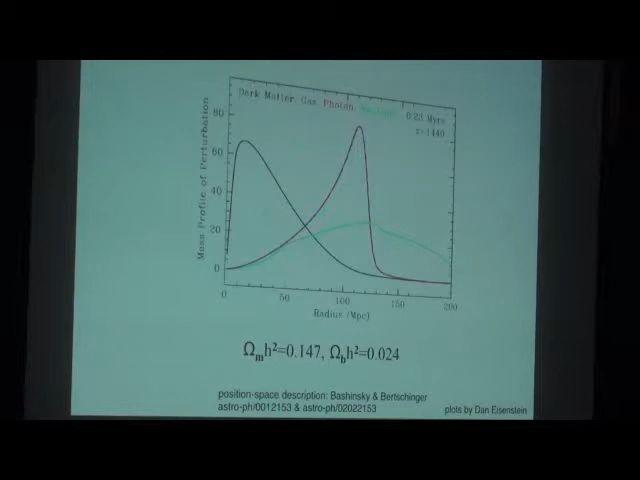 Dark Matter, Gas, Photon,
0.23 Myrs
z=1440
Mass Profile of Perturbation
80
60
40
20
0
0
50
100
150
200
Radius (Mpc)
Ωmh²=0.147, Ωbh²=0.024
position-space description: Bashinsky & Bertschinger
astro-ph/0012153 & astro-ph/02022153
plots by Dan Eisenstein